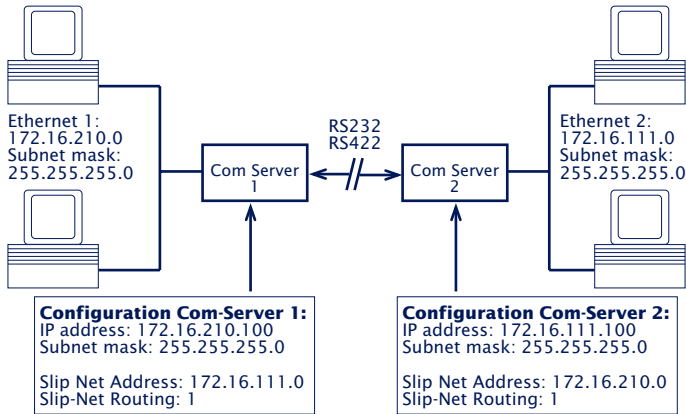 Ethernet 1:
172.16.210.0
Subnet mask:
255.255.255.0
Com Server
1
RS232
RS422
Com Server
2
Ethernet 2:
172.16.111.0
Subnet mask:
255.255.255.0
Configuration Com-Server 1:
IP address: 172.16.210.100
Subnet mask: 255.255.255.0
Slip Net Address: 172.16.111.0
Slip-Net Routing: 1
Configuration Com-Server 2:
IP address: 172.16.111.100
Subnet mask: 255.255.255.0
Slip Net Address: 172.16.210.0
Slip-Net Routing: 1